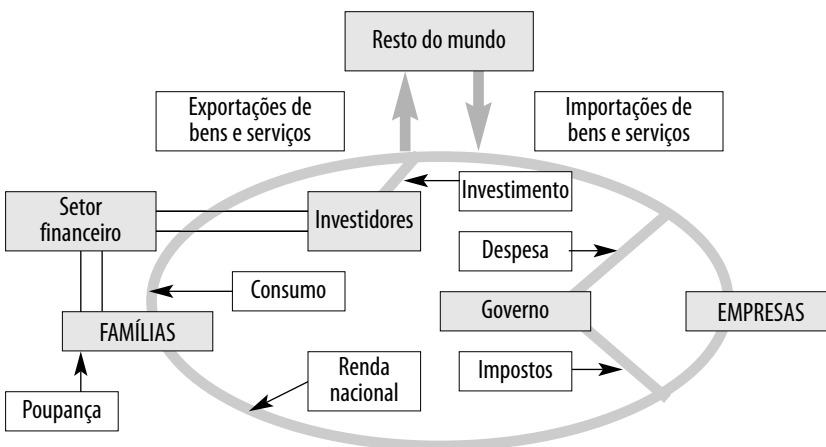 Resto do mundo
Exportações de
bens e serviços
Importações de
bens e serviços
Setor
financeiro
Investidores
Investimento
Despesa
Consumo
Governo
EMPRESAS
FAMÍLIAS
Renda
nacional
Impostos
Poupança